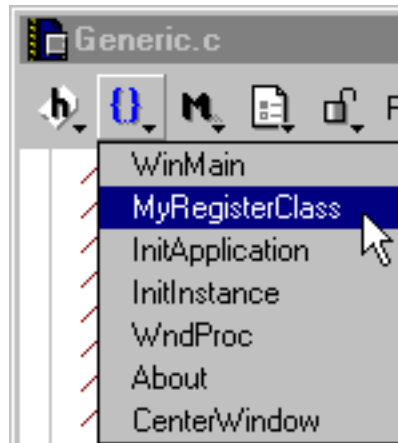 Generic.c
h {} M
WinMain
MyRegisterClass
InitApplication
InitInstance
WndProc
About
CenterWindow